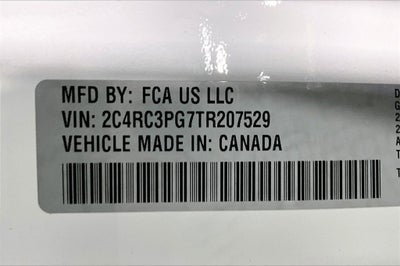 MFD BY: FCA US LLC
VIN: 2C4RC3PG7TR207529
VEHICLE MADE IN: CANADA